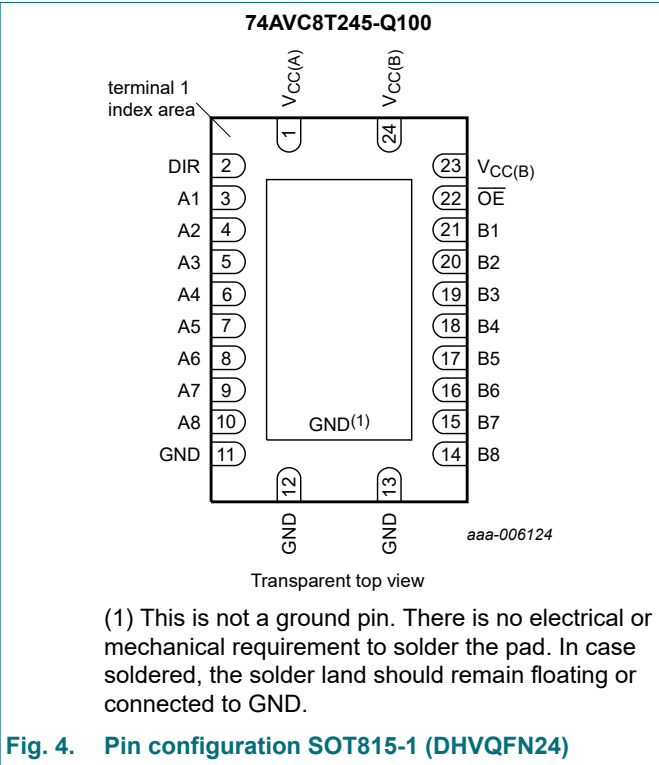 74AVC8T245-Q100
terminal 1
index area
VCC(A)
VCC(B)
1
24
DIR 2
23 VCC(B)
A1 3
22 OE
A2 4
21 B1
A3 5
20 B2
A4 6
19 B3
A5 7
18 B4
A6 8
17 B5
A7 9
16 B6
A8 10
15 B7
GND(1)
GND 11
14 B8
12
13
GND
GND
aaa-006124
Transparent top view
(1) This is not a ground pin. There is no electrical or
mechanical requirement to solder the pad. In case
soldered, the solder land should remain floating or
connected to GND.
Fig. 4. Pin configuration SOT815-1 (DHVQFN24)